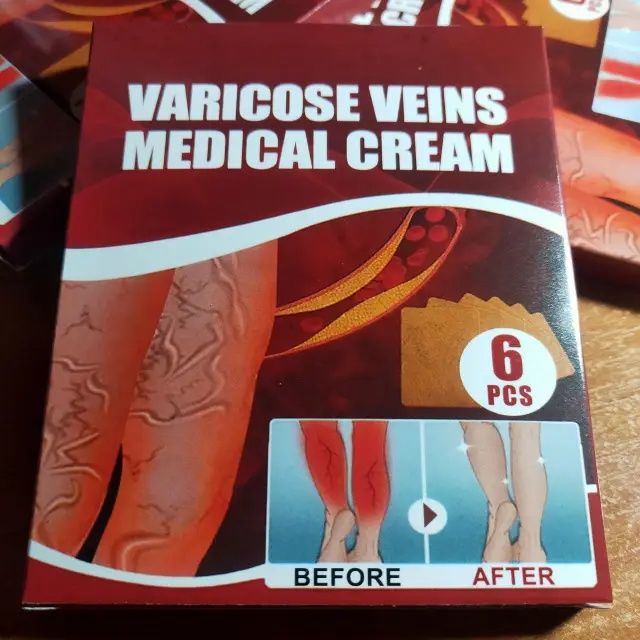 VARICOSE VEINS
MEDICAL CREAM
6
PCS
BEFORE
AFTER